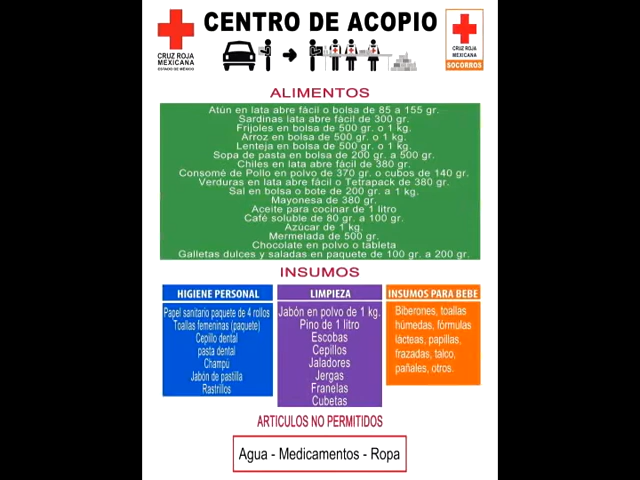 CENTRO DE ACOPIO
CRUZ ROJA
MEXICANA
ESTADO DE MÉXICO
CRUZ ROJA
MEXICANA
SOCORROS
ALIMENTOS
Atún en lata abre fácil o bolsa de 85 a 155 gr.
Sardinas lata abre fácil de 300 gr.
Frijoles en bolsa de 500 gr. o 1 kg.
Arroz en bolsa de 500 gr. o 1 kg.
Lenteja en bolsa de 500 gr. o 1 kg.
Sopa de pasta en bolsa de 200 gr. a 500 gr.
Chiles en lata abre fácil de 380 gr.
Consomé de Pollo en polvo de 370 gr. o cubos de 140 gr.
Verduras en lata abre fácil o Tetrapack de 380 gr.
Sal en bolsa o bote de 200 gr. a 1 kg.
Mayonesa de 380 gr.
Aceite para cocinar de 1 litro
Café soluble de 80 gr. a 100 gr.
Azúcar de 1 kg.
Mermelada de 500 gr.
Chocolate en polvo o tableta
Galletas dulces y saladas en paquete de 100 gr. a 200 gr.
INSUMOS
HIGIENE PERSONAL
Papel sanitario paquete de 4 rollos
Toallas femeninas (paquete)
Cepillo dental
pasta dental
Champú
Jabón de pastilla
Rastrillos
LIMPIEZA
Jabón en polvo de 1 kg.
Pino de 1 litro
Escobas
Cepillos
Jaladores
Jergas
Franelas
Cubetas
INSUMOS PARA BEBE
Biberones, toallas
húmedas, fórmulas
lácteas, papillas,
frazadas, talco,
pañales, otros.
ARTICULOS NO PERMITIDOS
Agua - Medicamentos - Ropa